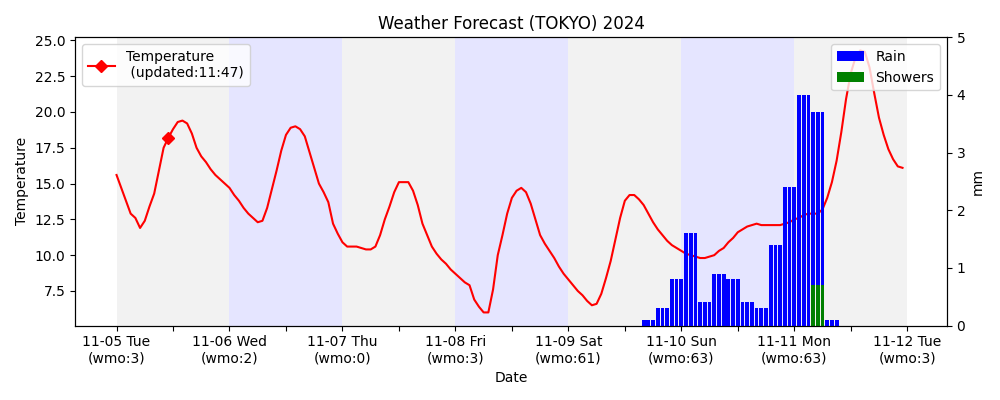 Weather Forecast (TOKYO) 2024
Temperature
(updated:11:47)
Rain
Showers
25.0
22.5
20.0
17.5
15.0
12.5
10.0
7.5
Temperature
5
4
3
2
1
0
mm
11-05 Tue
(wmo:3)
11-06 Wed
(wmo:2)
11-07 Thu
(wmo:0)
11-08 Fri
(wmo:3)
11-09 Sat
(wmo:61)
11-10 Sun
(wmo:63)
11-11 Mon
(wmo:63)
11-12 Tue
(wmo:3)
Date